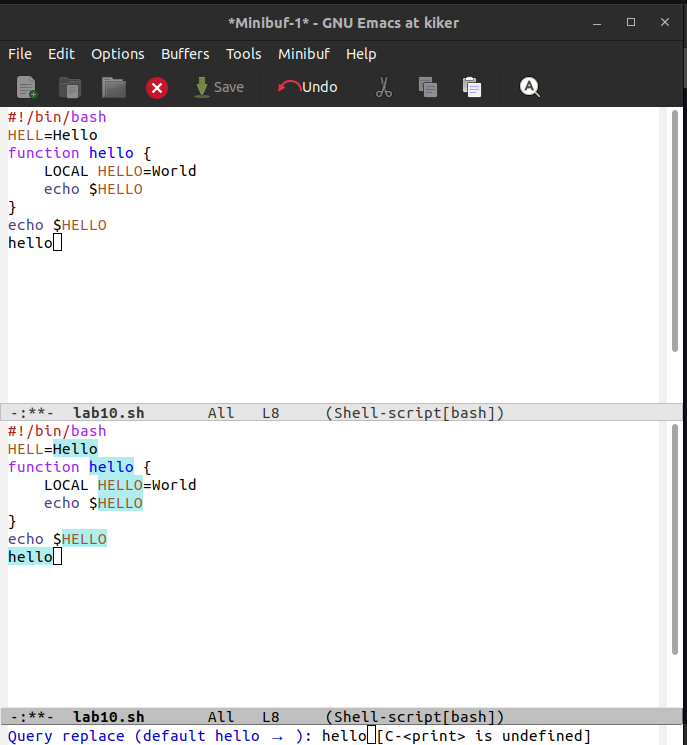 *Minibuf-1* - GNU Emacs at kiker
File Edit Options Buffers Tools Minibuf Help
Save Undo
#!/bin/bash
HELL=Hello
function hello {
    LOCAL HELLO=World
    echo $HELLO
}
echo $HELLO
hello
-:**-  lab10.sh       All   L8     (Shell-script[bash])
#!/bin/bash
HELL=Hello
function hello {
    LOCAL HELLO=World
    echo $HELLO
}
echo $HELLO
hello
-:**-  lab10.sh       All   L8     (Shell-script[bash])
Query replace (default hello → ): hello[C-<print> is undefined]